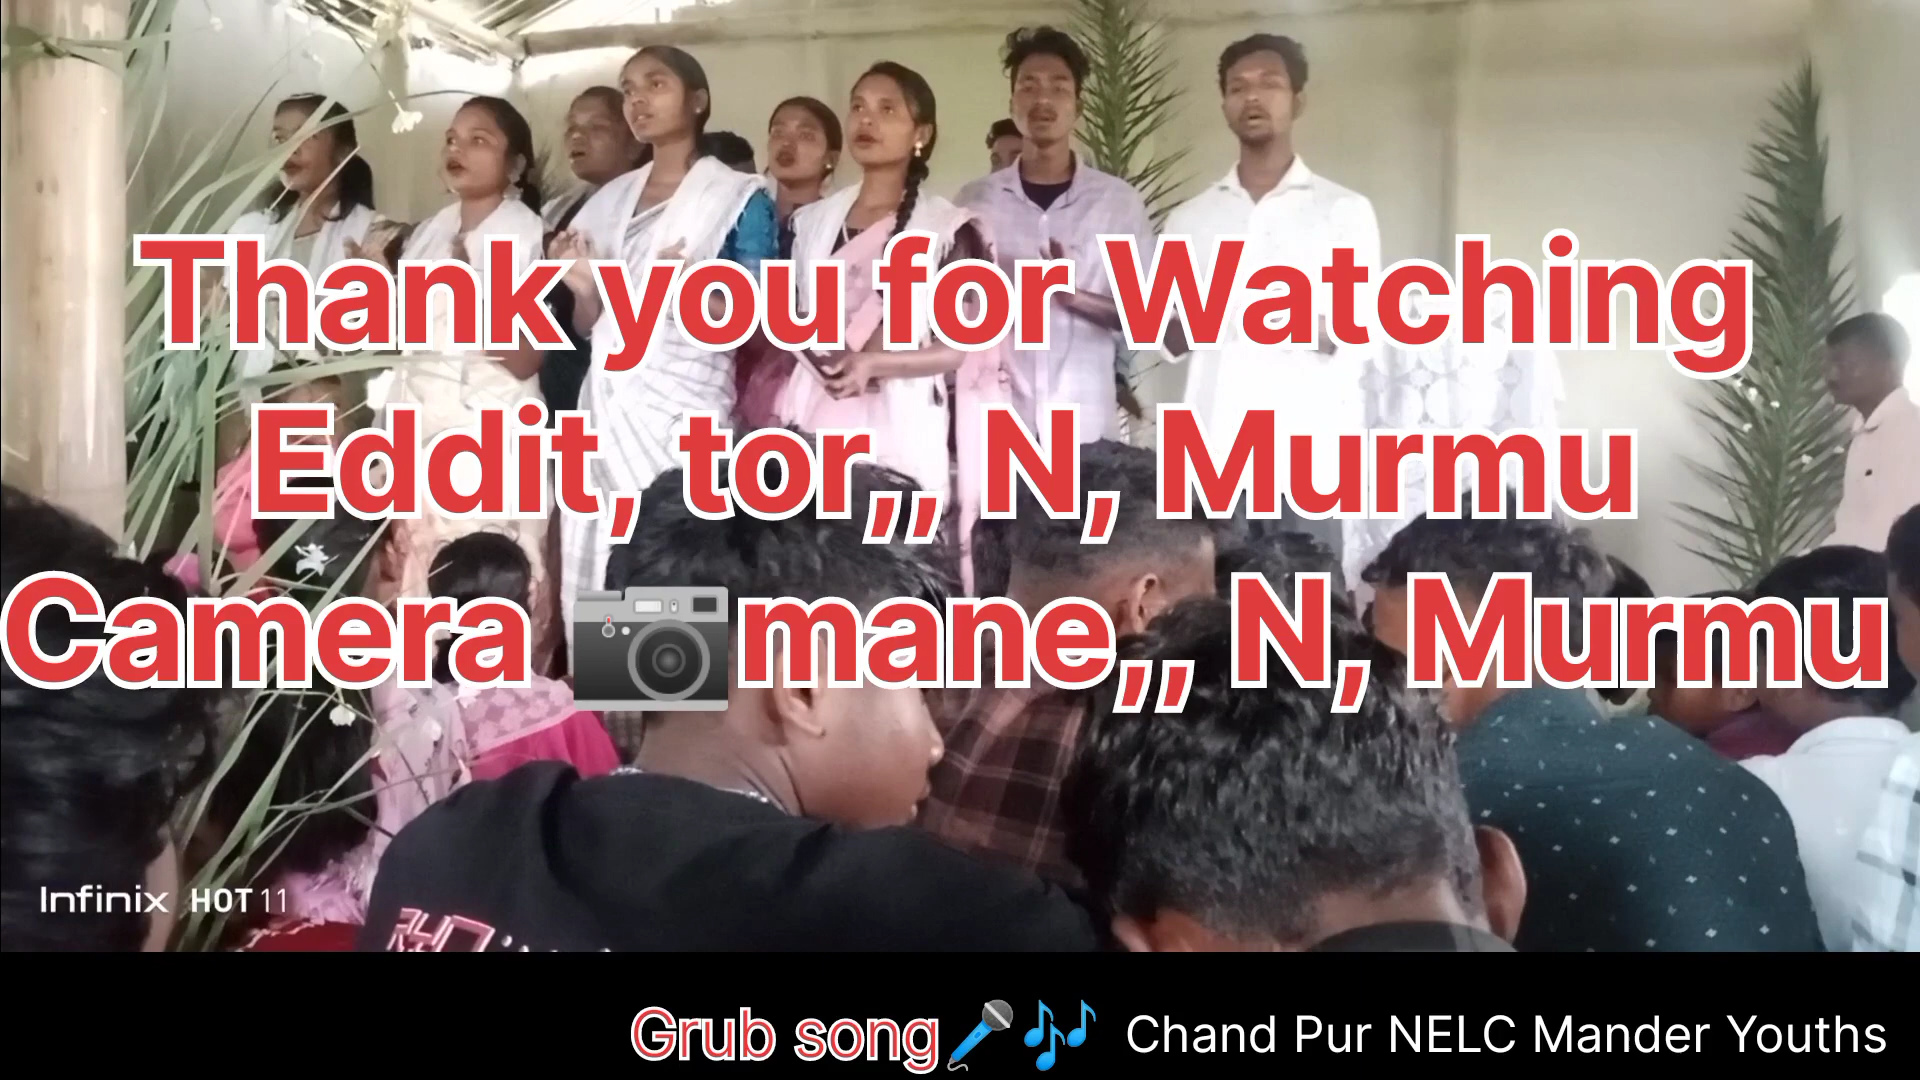 Thank you for Watching
Eddit, tor,, N, Murmu
Camera 📷mane,, N, Murmu
Infinix HOT 11
Grub song🎤🎶 Chand Pur NELC Mander Youths